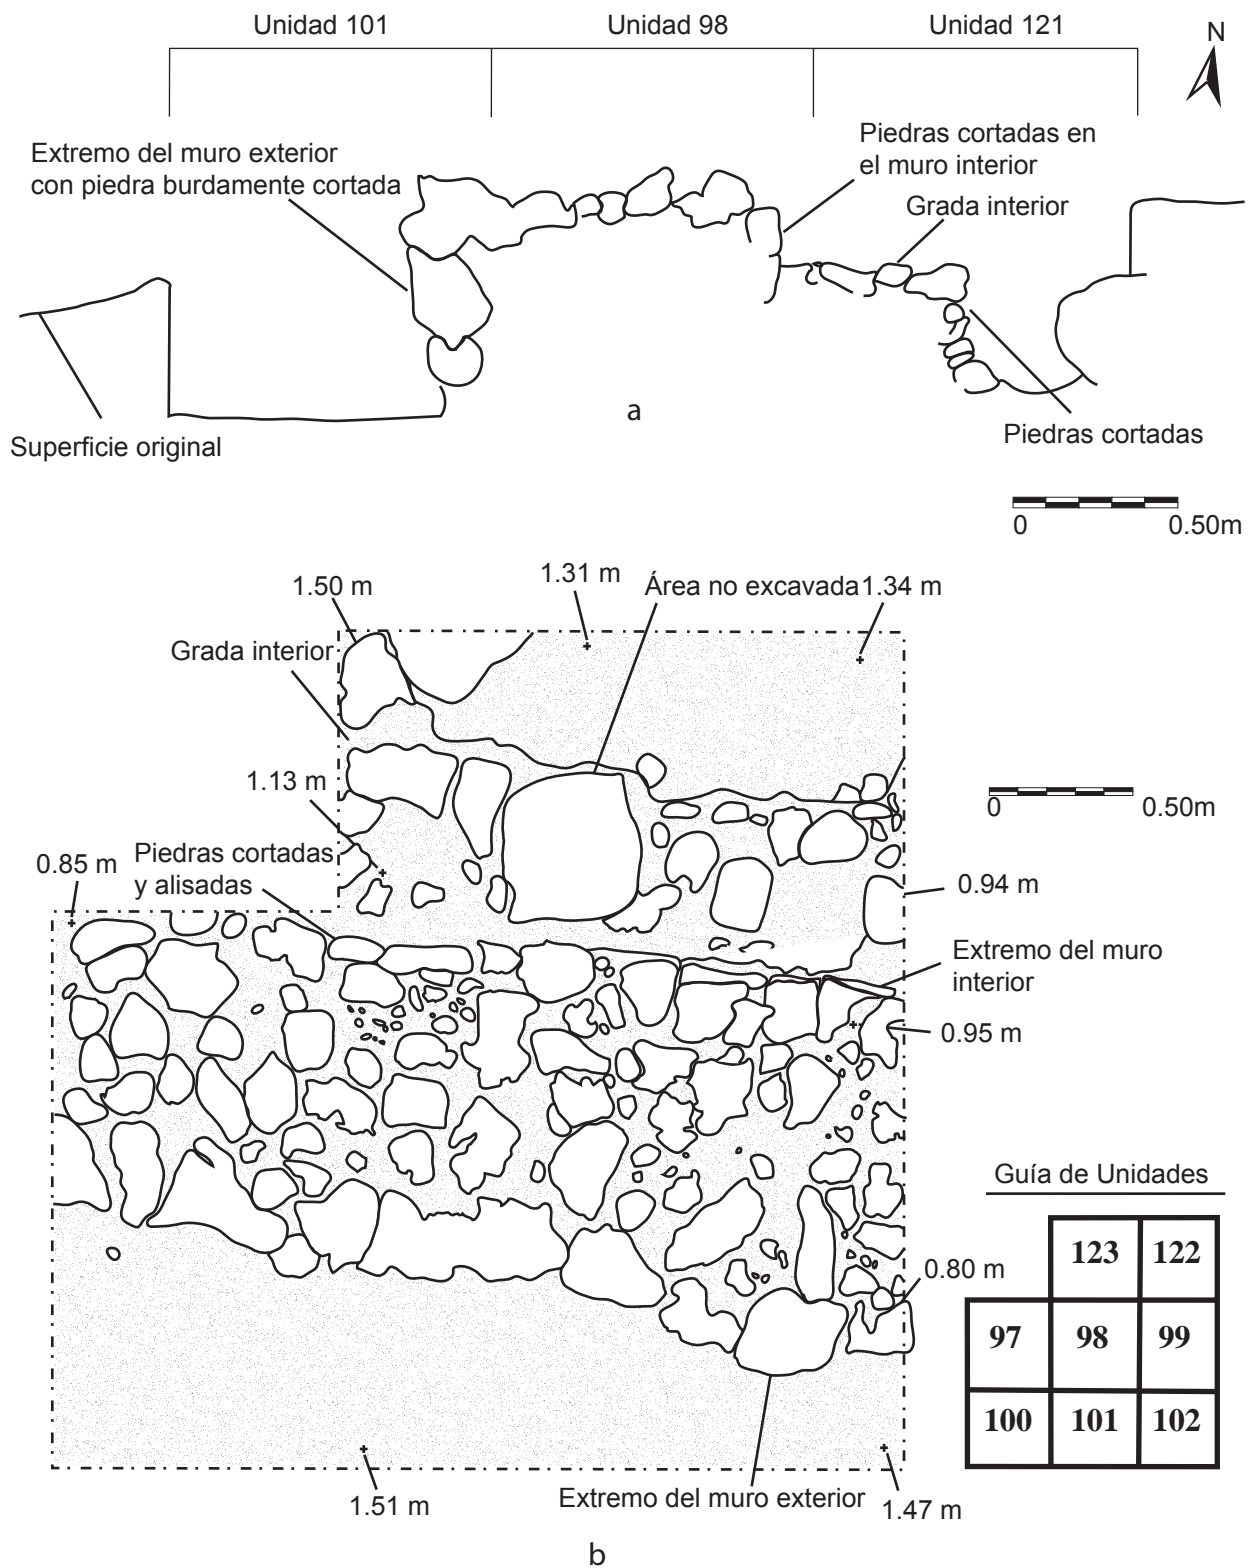 Unidad 101
Unidad 98
Unidad 121
N
Extremo del muro exterior
con piedra burdamente cortada
Piedras cortadas en
el muro interior
Grada interior
a
Superficie original
Piedras cortadas
0
0.50m
1.50 m
1.31 m
Área no excavada
1.34 m
Grada interior
1.13 m
0
0.50m
0.85 m
Piedras cortadas
y alisadas
0.94 m
Extremo del muro
interior
0.95 m
Guía de Unidades
123
122
0.80 m
97
98
99
100
101
102
1.51 m
Extremo del muro exterior
1.47 m
b